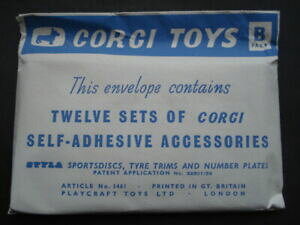 CORGI TOYS
B
PACK
This envelope contains
TWELVE SETS OF CORGI
SELF-ADHESIVE ACCESSORIES
STYLA SPORTSDISCS, TYRE TRIMS AND NUMBER PLATES
PATENT APPLICATION No.
ARTICLE No. 1461 - PRINTED IN GT. BRITAIN
PLAYCRAFT TOYS LTD - LONDON